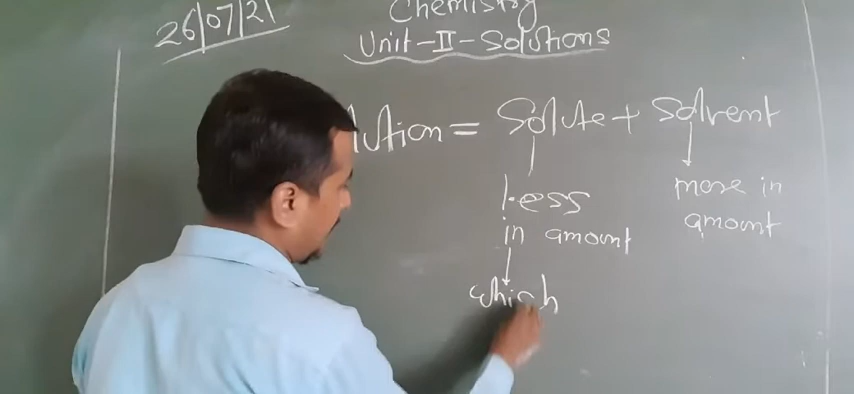 26/07/21
Chemistry
Unit-II-Solutions
lution = Solute + Solvent
Less
in amount
more in
amount
which